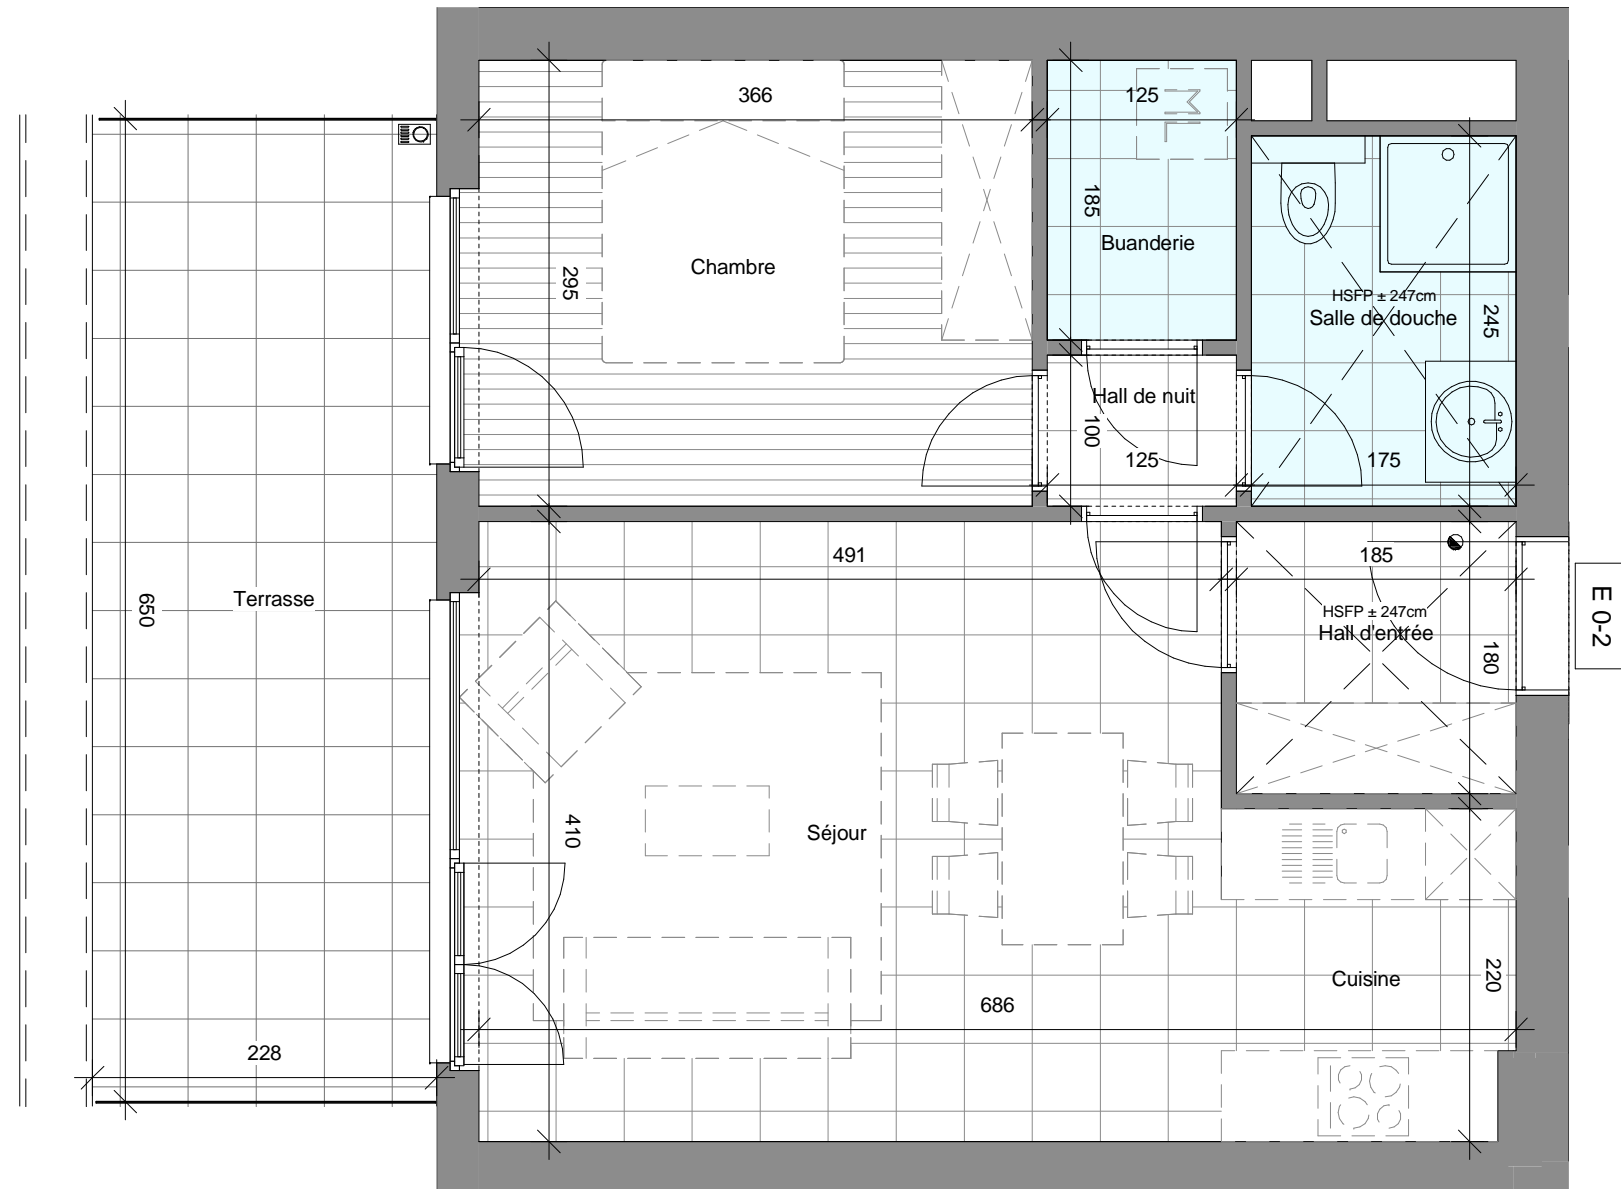 366
125
ML
185
Buanderie
295
Chambre
HSFP ± 247cm
Salle de douche
245
Hall de nuit
100
125
175
491
185
650
Terrasse
HSFP ± 247cm
Hall d'entrée
180
E 0-2
410
Séjour
220
Cuisine
686
228